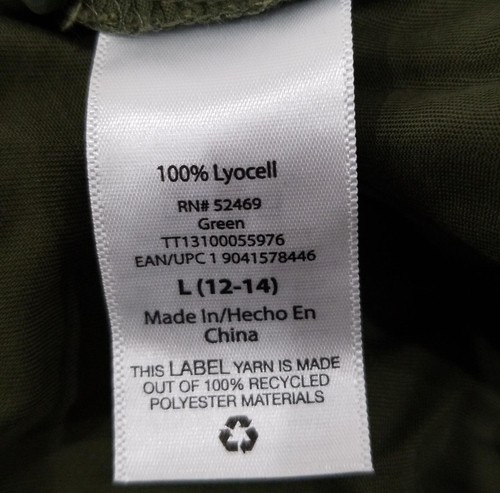 100% Lyocell
RN# 52469
Green
TT13100055976
EAN/UPC 1 9041578446
L (12-14)
Made In/Hecho En
China
THIS LABEL YARN IS MADE
OUT OF 100% RECYCLED
POLYESTER MATERIALS